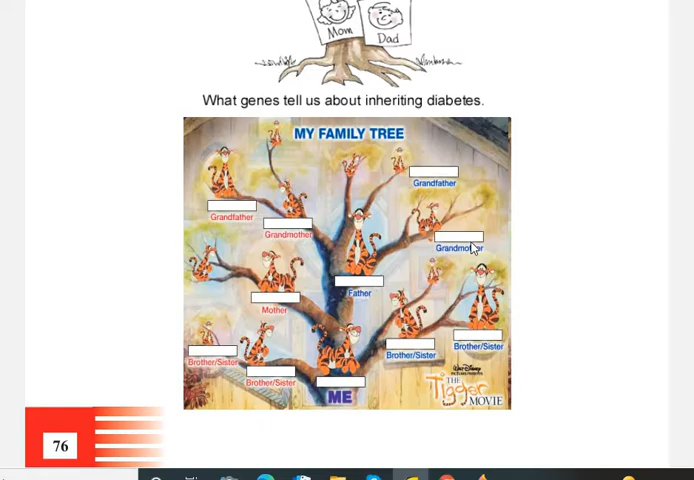 Mom
Dad
What genes tell us about inheriting diabetes.
MY FAMILY TREE
Grandfather
Grandfather
Grandmother
Grandmother
Father
Mother
Brother/Sister
Brother/Sister
Brother/Sister
Brother/Sister
ME
Walt Disney
THE
Tigger
MOVIE
76